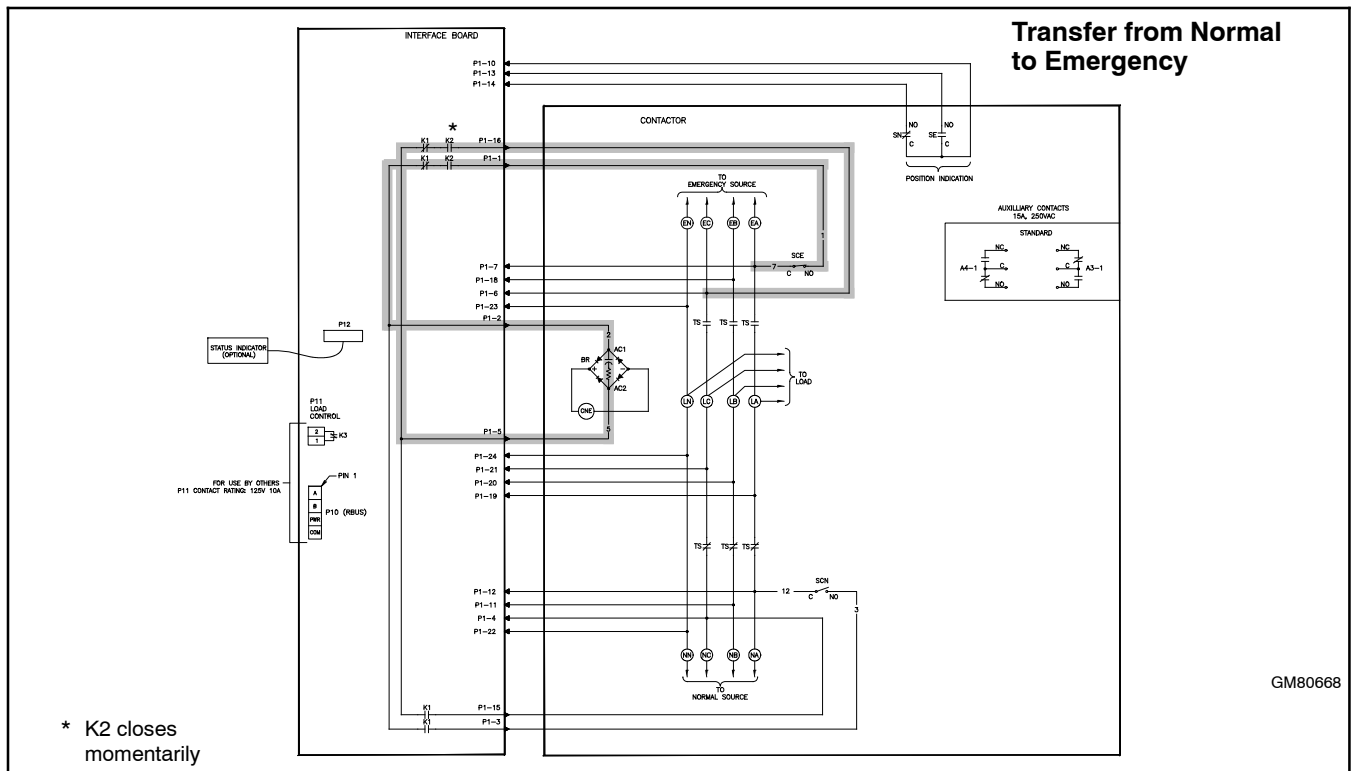 Transfer from Normal
to Emergency
INTERFACE BOARD
P1-10
P1-13
P1-14
CONTACTOR
NO
NO
SN
SE
C
C
POSITION INDICATION
*
K1
K2
P1-16
K1
K2
P1-1
TO
EMERGENCY SOURCE
EN
EC
EB
EA
1
AUXILLIARY CONTACTS
15A, 250VAC
STANDARD
NC
NC
A4-1
C
C
A3-1
NO
NO
SCE
P1-7
7
C
NO
P1-18
P1-6
P1-23
P1-2
TS
TS
TS
2
P12
STATUS INDICATOR
(OPTIONAL)
BR
AC1
AC2
+
-
CNE
5
TO
LOAD
LN
LC
LB
LA
P11
LOAD
CONTROL
2
1
K3
P1-5
P1-24
P1-21
P1-20
P1-19
PIN 1
FOR USE BY OTHERS
P11 CONTACT RATING: 125V 10A
A
B
PWR
COM
P10 (RBUS)
TS
TS
TS
SCN
P1-12
12
C
NO
3
P1-11
P1-4
P1-22
NN
NC
NB
NA
TO
NORMAL SOURCE
GM80668
K1
P1-15
K1
P1-3
* K2 closes
momentarily